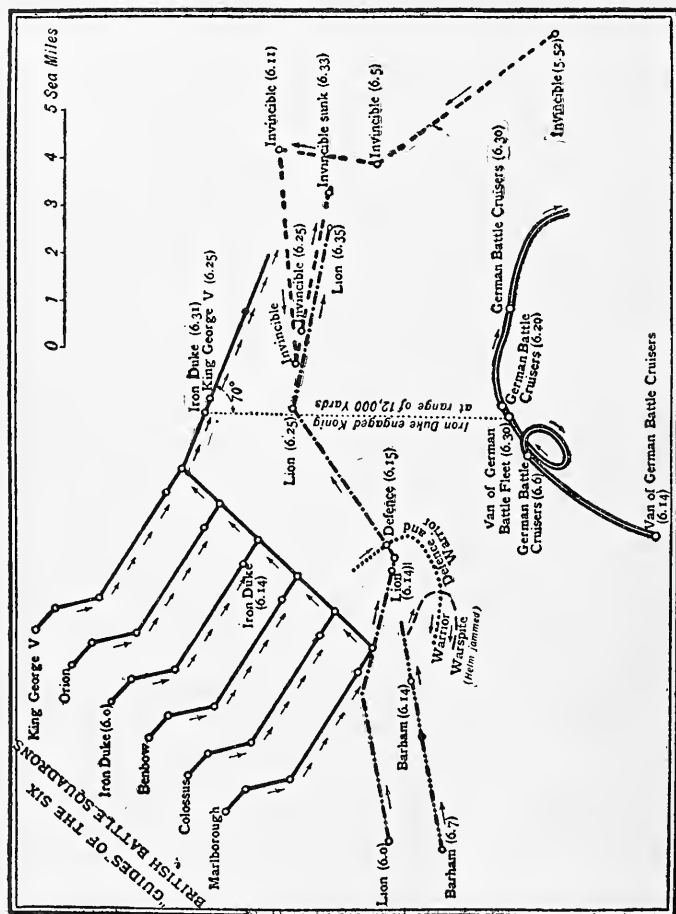 "GUIDES" OF THE SIX
BRITISH BATTLE SQUADRONS
King George V
Orion
Iron Duke (6.0)
Benbow
Colossus
Marlborough
Lion (6.0)
Barham (6.7)
Iron Duke
(6.14)
Barham (6.14)
Lion
(6.14)
Defence (6.15)
Defence and
Warrior
Warrior
Warspite
(Helm jammed)
Iron Duke (6.31)
King George V (6.25)
70°
Lion (6.25)
Iron Duke engaged Konig
at range of 12,000 Yards
Invincible
Invincible (6.25)
Lion (6.35)
Invincible (6.11)
Invincible sunk (6.33)
Invincible (6.5)
Invincible (5.52)
0 1 2 3 4 5 Sea Miles
Van of German
Battle Fleet (6.30)
German Battle
Cruisers (6.6)
German Battle
Cruisers (6.20)
German Battle Cruisers (6.30)
Van of German Battle Cruisers
(6.14)